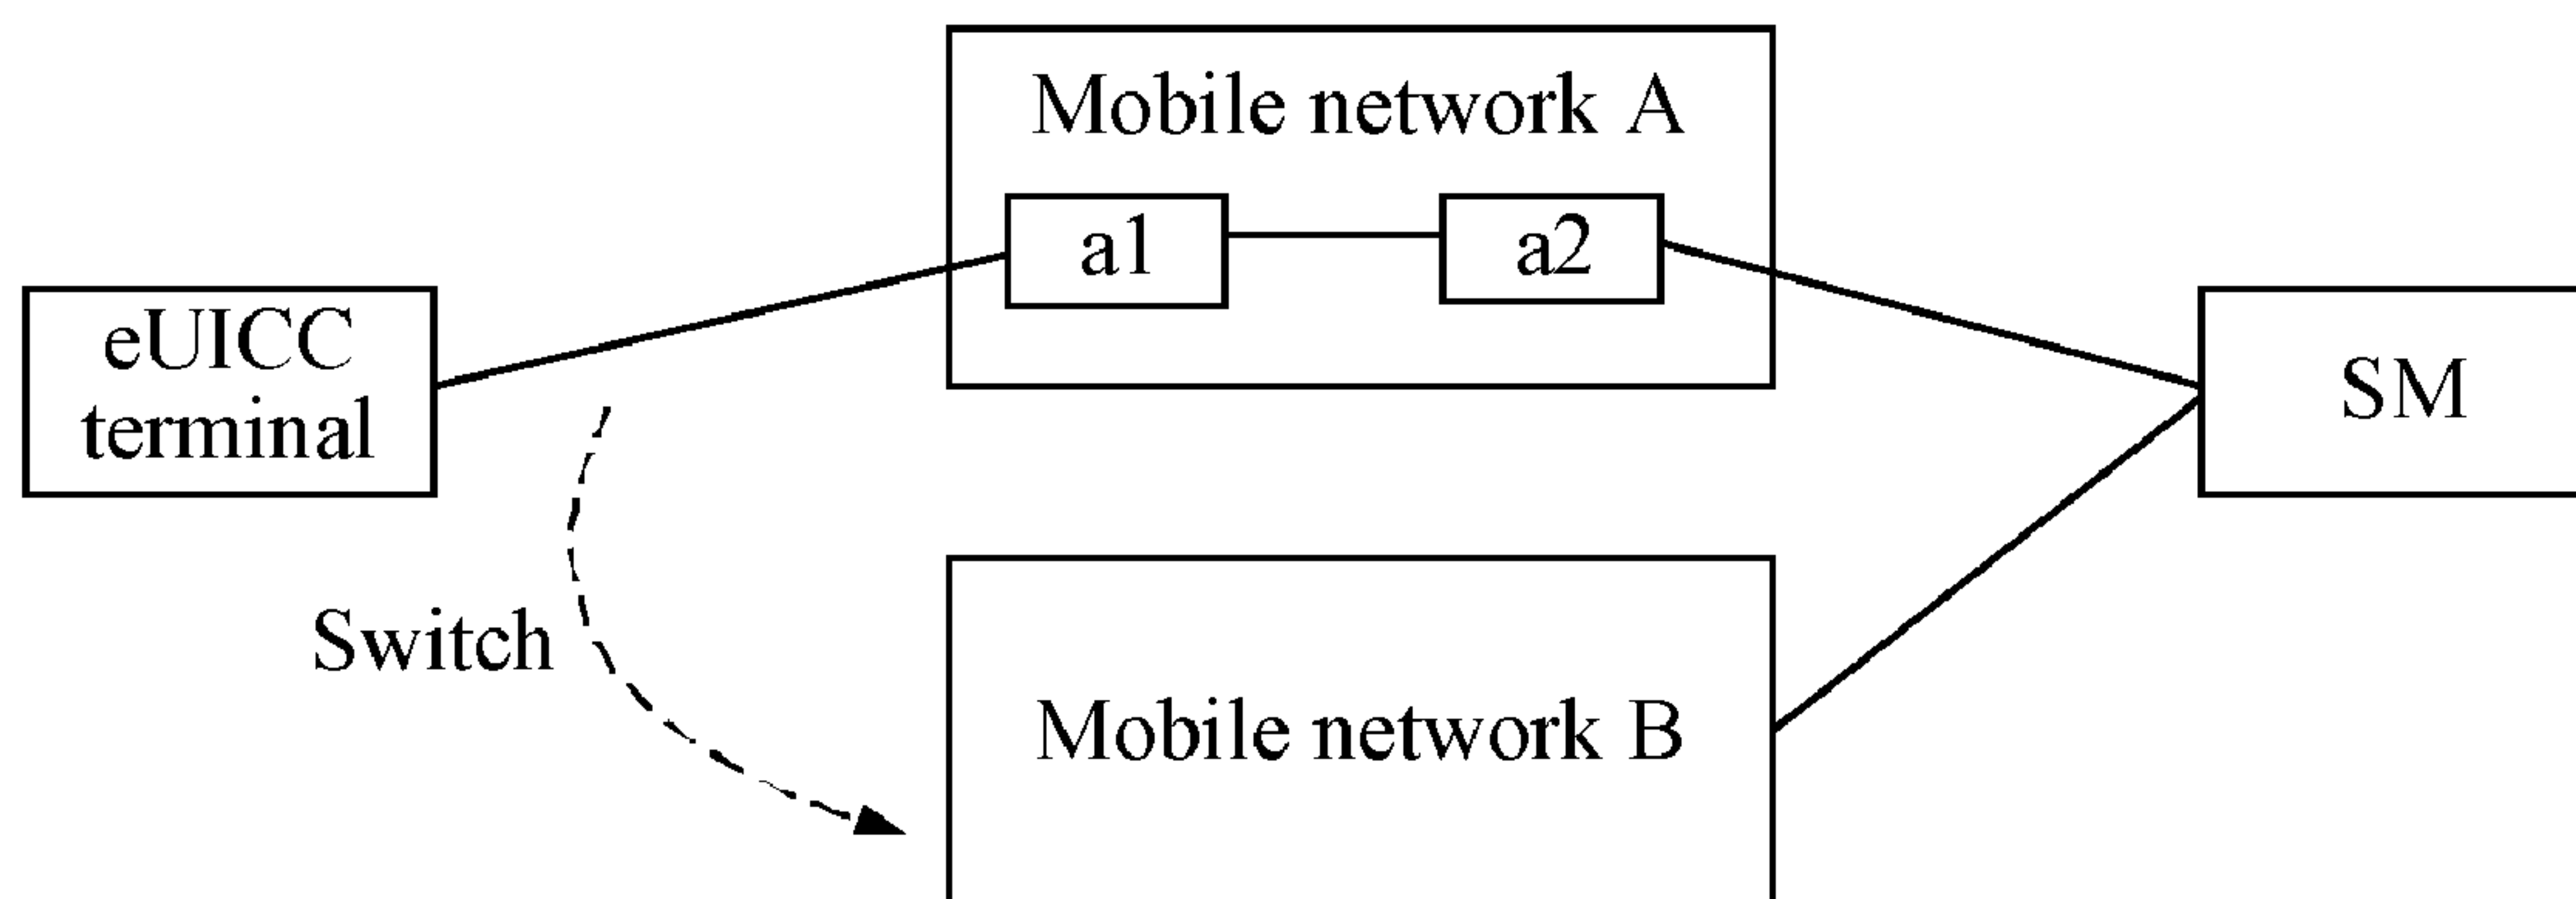 Mobile network A
a1
a2
eUICC
terminal
SM
Switch
Mobile network B